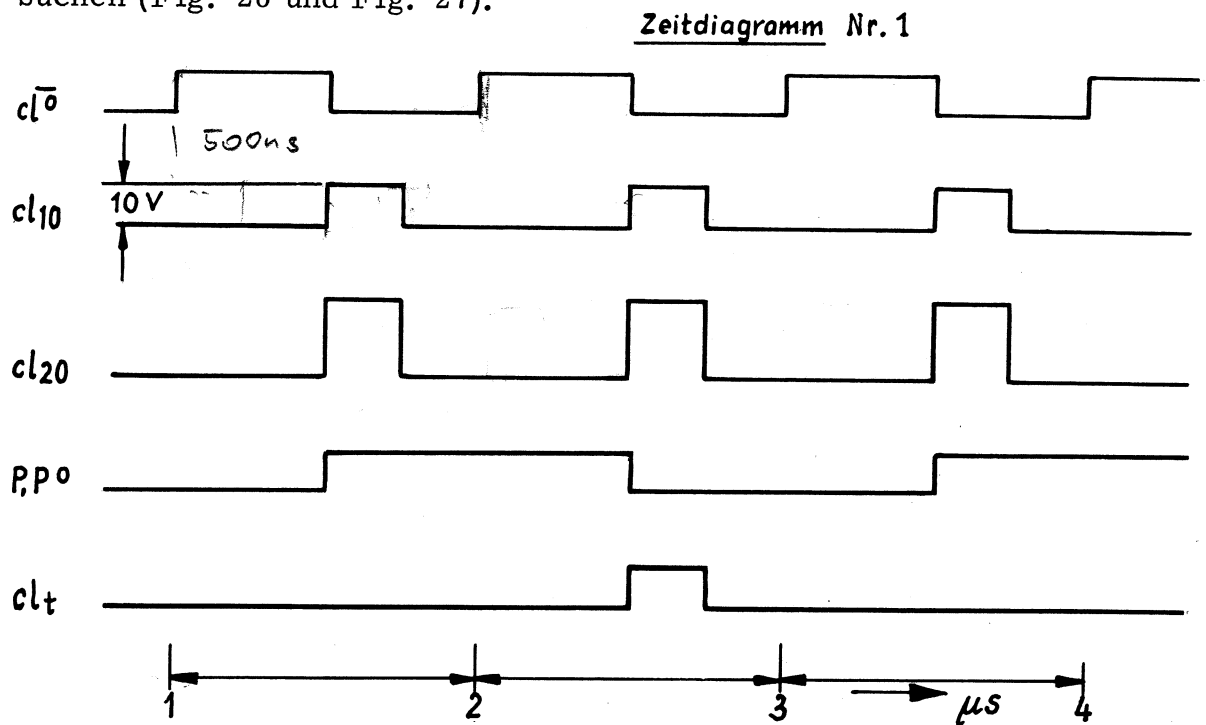 suchen (Fig. 26 und Fig. 27).
Zeitdiagramm Nr. 1
cl0̅
500ns
10 V
cl10
cl20
P,P0
clt
1 2 3 4
µs